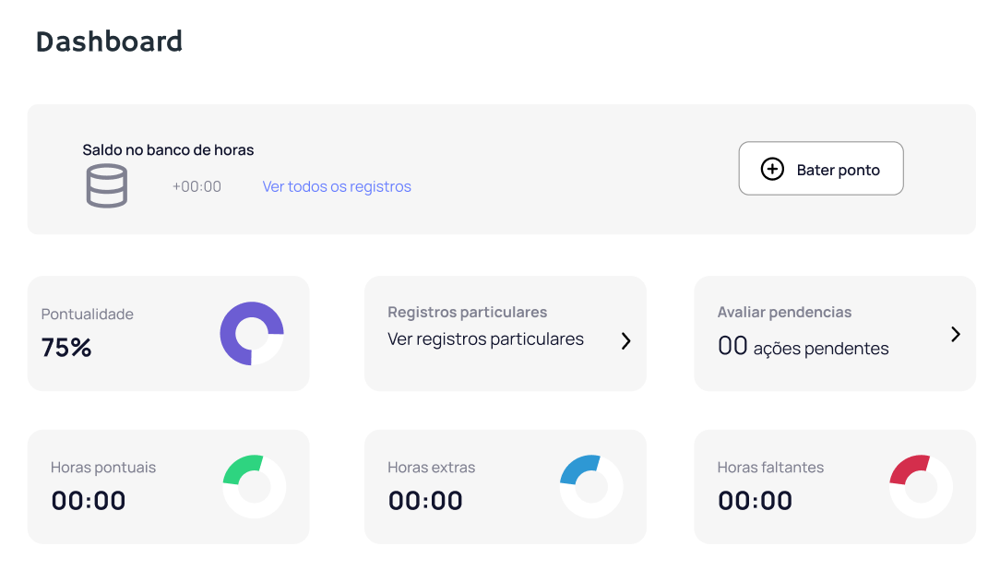 Dashboard
Saldo no banco de horas
+00:00 Ver todos os registros
Bater ponto
Pontualidade
75%
Registros particulares
Ver registros particulares
Avaliar pendencias
00 ações pendentes
Horas pontuais
00:00
Horas extras
00:00
Horas faltantes
00:00